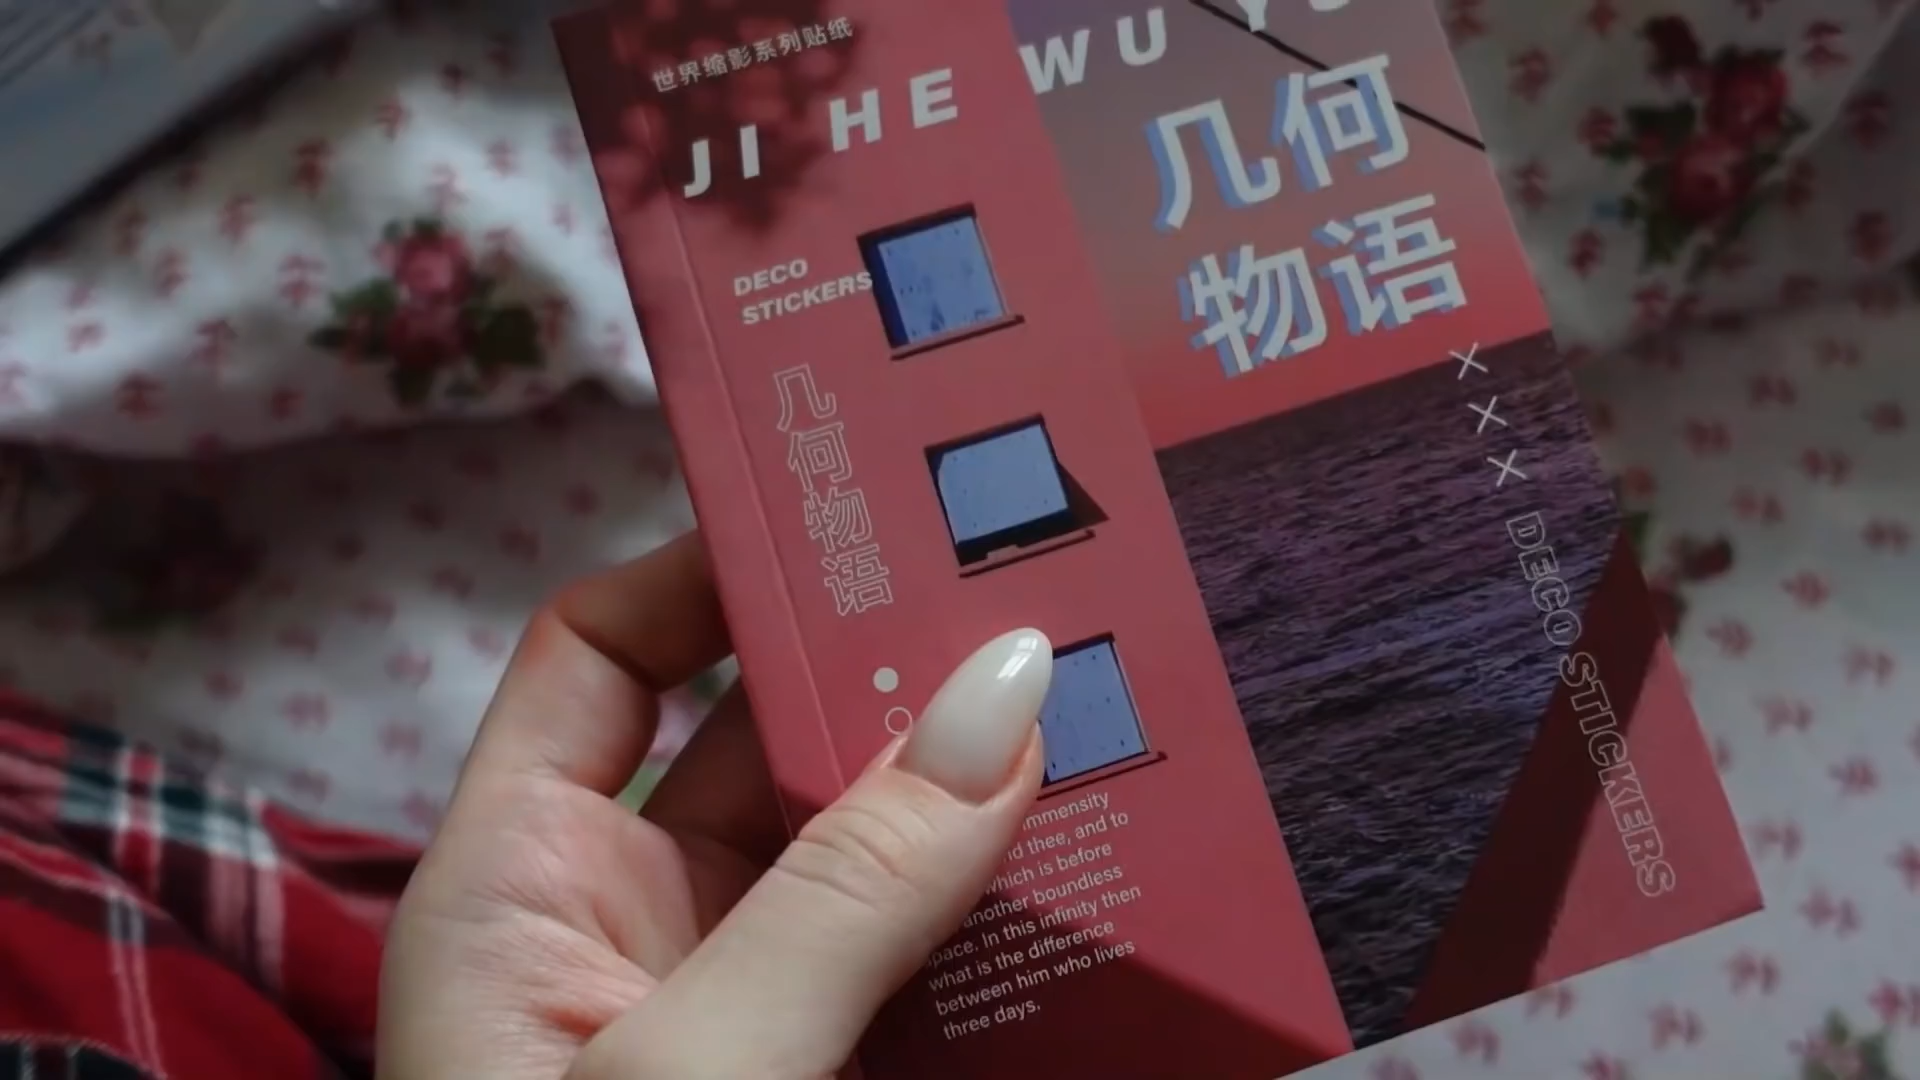 世界缩影系列贴纸
JI HE WU
几何
物语
DECO
STICKERS
几何物语
DECO STICKERS
immensity
thee, and to
which is before
another boundless
In this infinity then
what is the difference
between him who lives
three days.